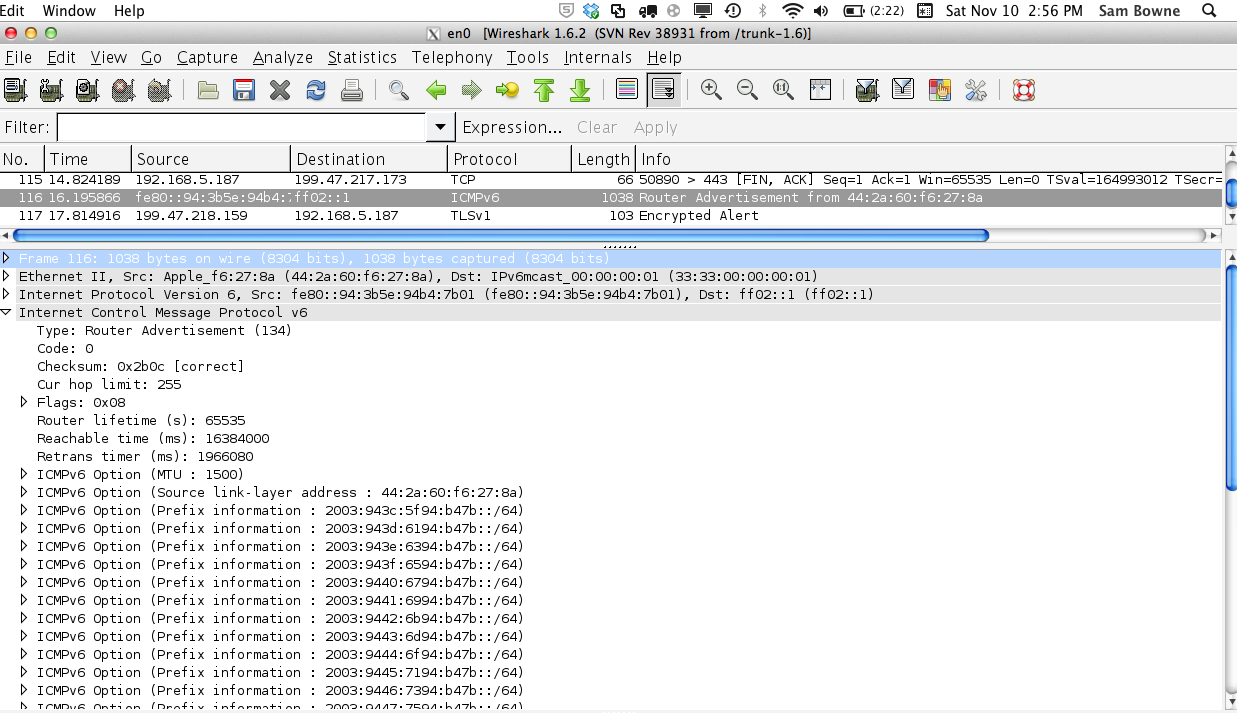 Edit Window Help (2:22) Sat Nov 10 2:56 PM Sam Bowne
en0 [Wireshark 1.6.2 (SVN Rev 38931 from /trunk-1.6)]
File Edit View Go Capture Analyze Statistics Telephony Tools Internals Help
Filter: Expression... Clear Apply
No. Time Source Destination Protocol Length Info
115 14.824189 192.168.5.187 199.47.217.173 TCP 66 50890 > 443 [FIN, ACK] Seq=1 Ack=1 Win=65535 Len=0 TSval=164993012 TSecr=
116 16.195866 fe80::94:3b5e:94b4: ff02::1 ICMPv6 1038 Router Advertisement from 44:2a:60:f6:27:8a
117 17.814916 199.47.218.159 192.168.5.187 TLSv1 103 Encrypted Alert
Frame 116: 1038 bytes on wire (8304 bits), 1038 bytes captured (8304 bits)
Ethernet II, Src: Apple_f6:27:8a (44:2a:60:f6:27:8a), Dst: IPv6mcast_00:00:00:01 (33:33:00:00:00:01)
Internet Protocol Version 6, Src: fe80::94:3b5e:94b4:7b01 (fe80::94:3b5e:94b4:7b01), Dst: ff02::1 (ff02::1)
Internet Control Message Protocol v6
Type: Router Advertisement (134)
Code: 0
Checksum: 0x2b0c [correct]
Cur hop limit: 255
Flags: 0x08
Router lifetime (s): 65535
Reachable time (ms): 16384000
Retrans timer (ms): 1966080
ICMPv6 Option (MTU : 1500)
ICMPv6 Option (Source link-layer address : 44:2a:60:f6:27:8a)
ICMPv6 Option (Prefix information : 2003:943c:5f94:b47b::/64)
ICMPv6 Option (Prefix information : 2003:943d:6194:b47b::/64)
ICMPv6 Option (Prefix information : 2003:943e:6394:b47b::/64)
ICMPv6 Option (Prefix information : 2003:943f:6594:b47b::/64)
ICMPv6 Option (Prefix information : 2003:9440:6794:b47b::/64)
ICMPv6 Option (Prefix information : 2003:9441:6994:b47b::/64)
ICMPv6 Option (Prefix information : 2003:9442:6b94:b47b::/64)
ICMPv6 Option (Prefix information : 2003:9443:6d94:b47b::/64)
ICMPv6 Option (Prefix information : 2003:9444:6f94:b47b::/64)
ICMPv6 Option (Prefix information : 2003:9445:7194:b47b::/64)
ICMPv6 Option (Prefix information : 2003:9446:7394:b47b::/64)
ICMPv6 Option (Prefix information : 2003:9447:7594:b47b::/64)